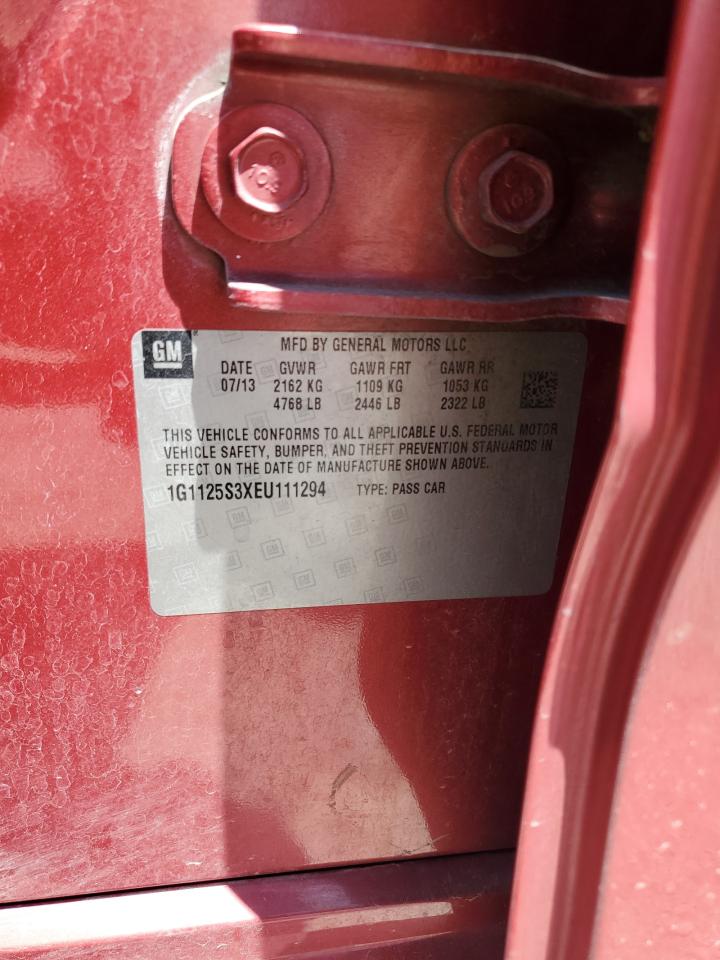 GM
MFD BY GENERAL MOTORS LLC
DATE GVWR GAWR FRT GAWR RR
07/13 2162 KG 1109 KG 1053 KG
4768 LB 2446 LB 2322 LB
THIS VEHICLE CONFORMS TO ALL APPLICABLE U.S. FEDERAL MOTOR
VEHICLE SAFETY, BUMPER, AND THEFT PREVENTION STANDARDS IN
EFFECT ON THE DATE OF MANUFACTURE SHOWN ABOVE.
1G1125S3XEU111294 TYPE: PASS CAR